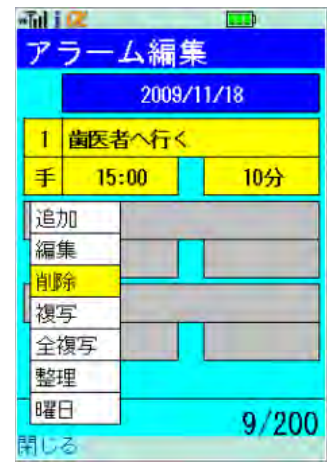 アラーム編集
2009/11/18
1 歯医者へ行く
手 15:00 10分
追加
編集
削除
複写
全複写
整理
曜日
9/200
閉じる